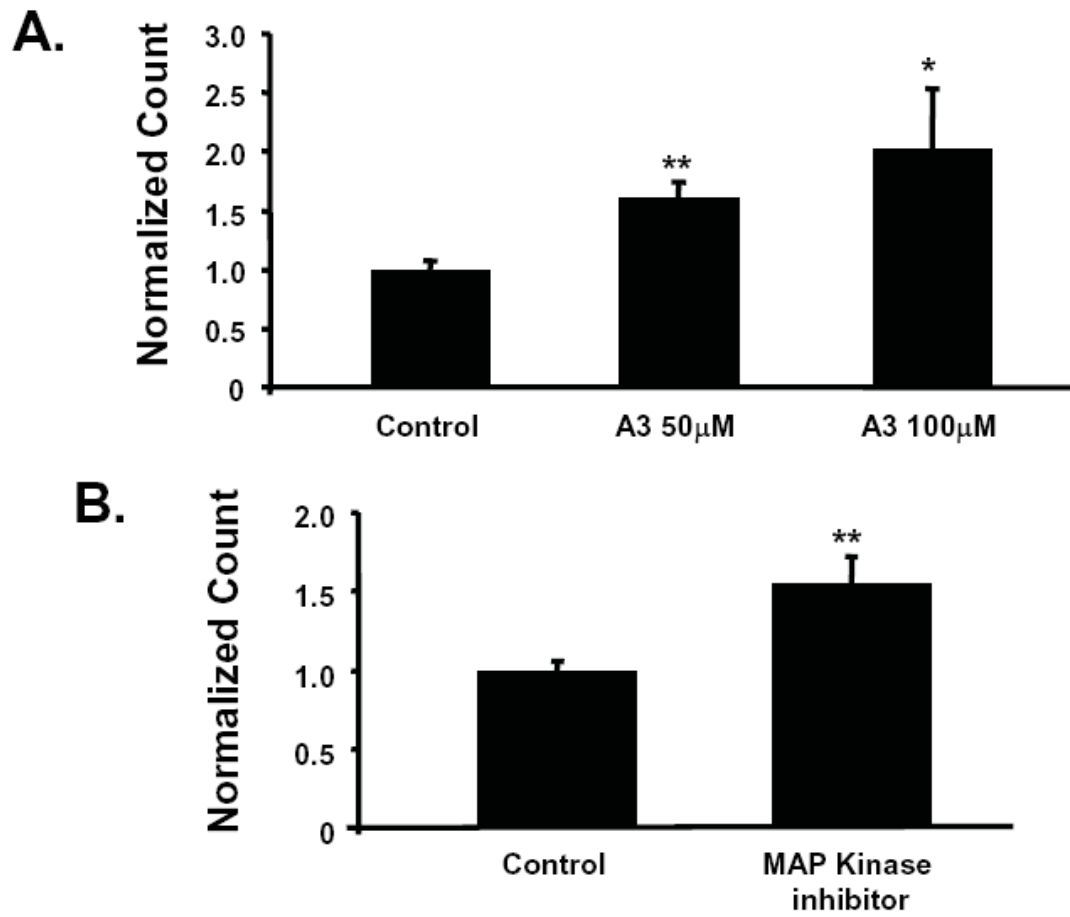 A.
Normalized Count
3.0
2.5
2.0
1.5
1.0
0.5
0
**
*
Control
A3 50μM
A3 100μM
B.
Normalized Count
2.0
1.5
1.0
0.5
0
**
Control
MAP Kinase
inhibitor